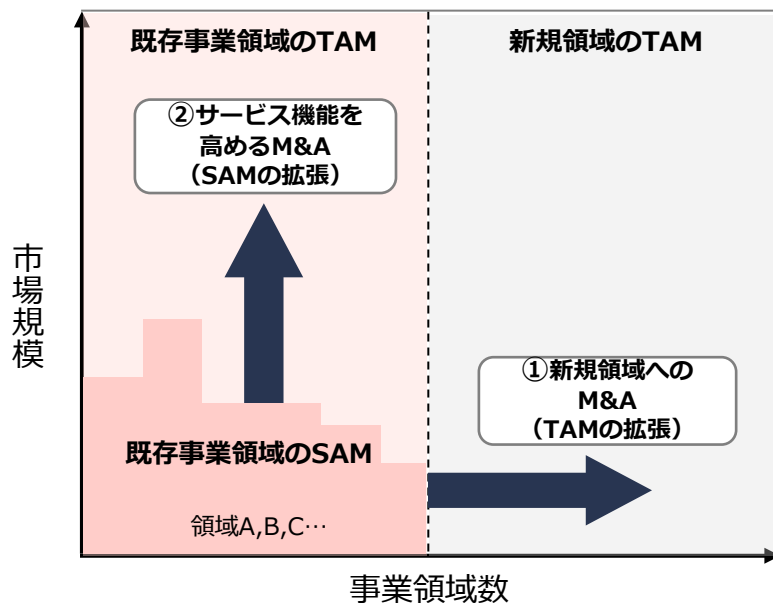 既存事業領域のTAM
新規領域のTAM
②サービス機能を
高めるM&A
（SAMの拡張）
市場規模
①新規領域への
M&A
（TAMの拡張）
既存事業領域のSAM
領域A,B,C…
事業領域数